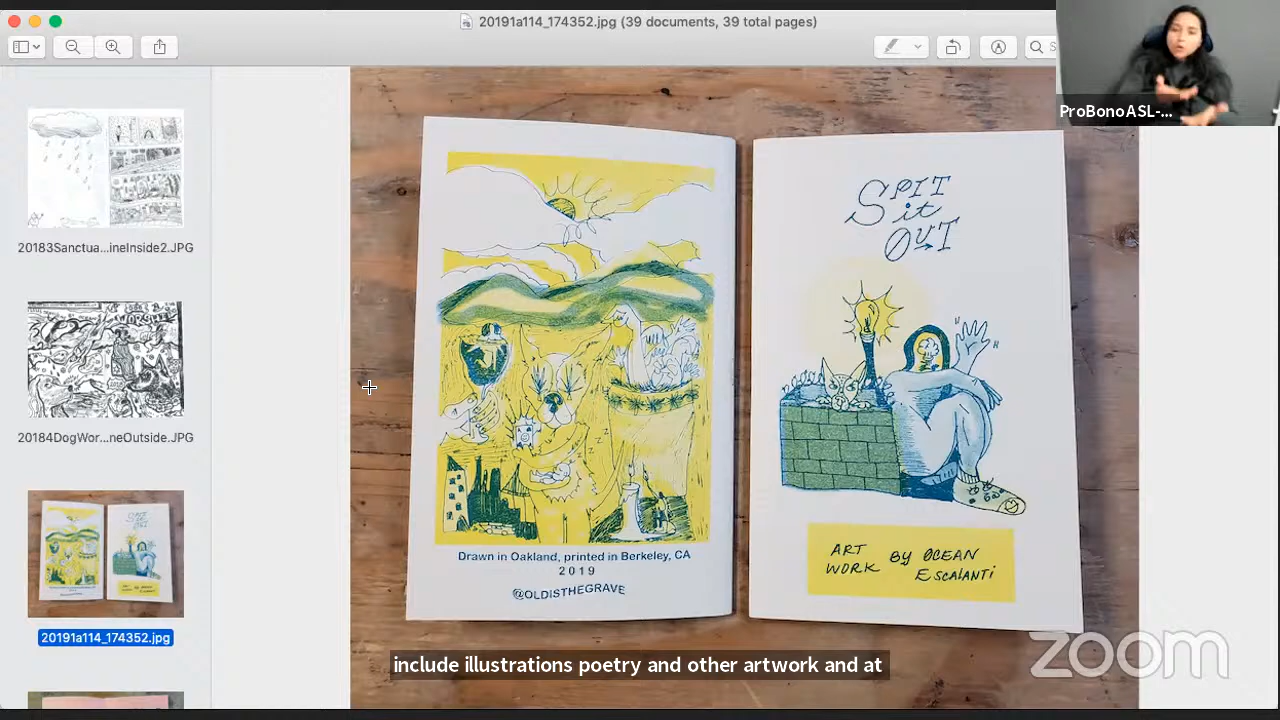 20191a114_174352.jpg (39 documents, 39 total pages)
ProBonoASL-...
20183Sanctua...ineInside2.JPG
20184DogWor...neOutside.JPG
20191a114_174352.jpg
Drawn in Oakland, printed in Berkeley, CA
2019
@OLDISTHEGRAVE
SPIT
it
OUT
ART
WORK BY OCEAN
ESCALANTI
include illustrations poetry and other artwork and at
zoom